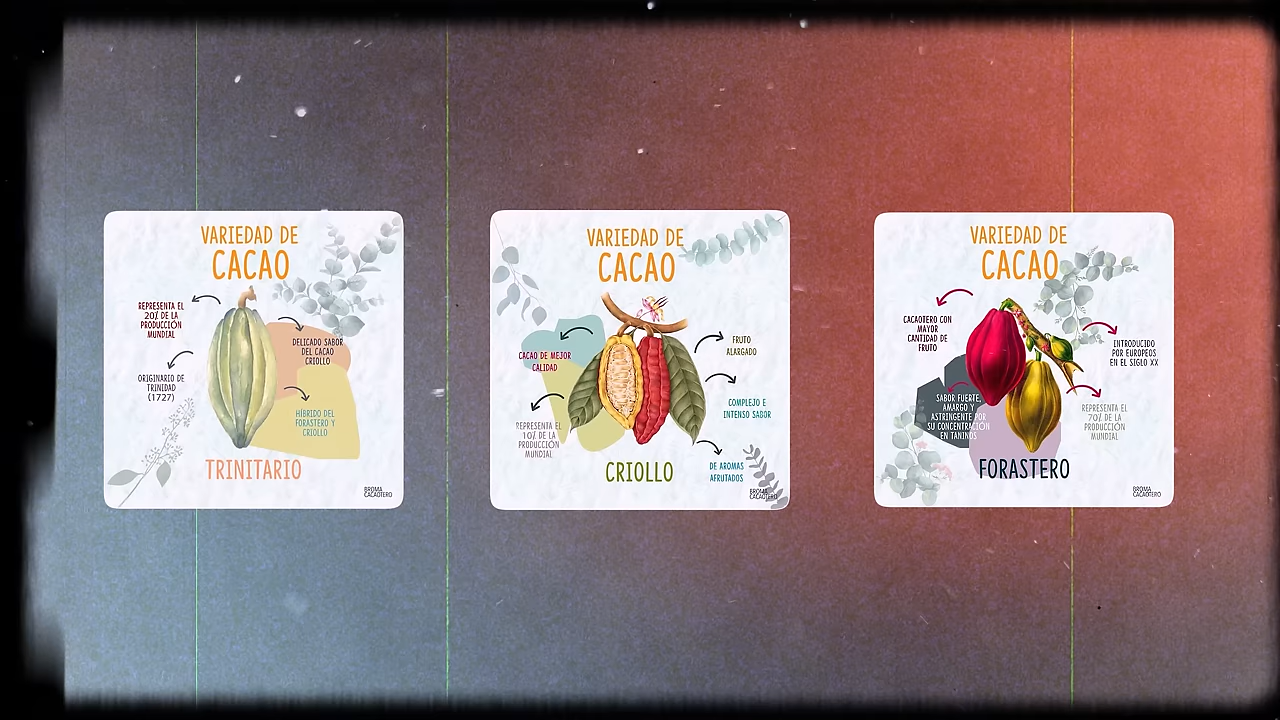 VARIEDAD DE
CACAO
REPRESENTA EL
20% DE LA
PRODUCCIÓN
MUNDIAL
DELICADO SABOR
DEL CACAO
CRIOLLO
ORIGINARIO DE
TRINIDAD
(1727)
HÍBRIDO DEL
FORASTERO Y
CRIOLLO
TRINITARIO
BROMA
CACAOTERO
VARIEDAD DE
CACAO
CACAO DE MEJOR
CALIDAD
FRUTO
ALARGADO
COMPLEJO E
INTENSO SABOR
REPRESENTA EL
10% DE LA
PRODUCCIÓN
MUNDIAL
DE AROMAS
AFRUTADOS
CRIOLLO
BROMA
CACAOTERO
VARIEDAD DE
CACAO
CACAOTERO CON
MAYOR
CANTIDAD DE
FRUTO
INTRODUCIDO
POR EUROPEOS
EN EL SIGLO XX
SABOR FUERTE,
AMARGO Y
ASTRINGENTE POR
SU CONCENTRACIÓN
EN TANINOS
REPRESENTA EL
70% DE LA
PRODUCCIÓN
MUNDIAL
FORASTERO
BROMA
CACAOTERO